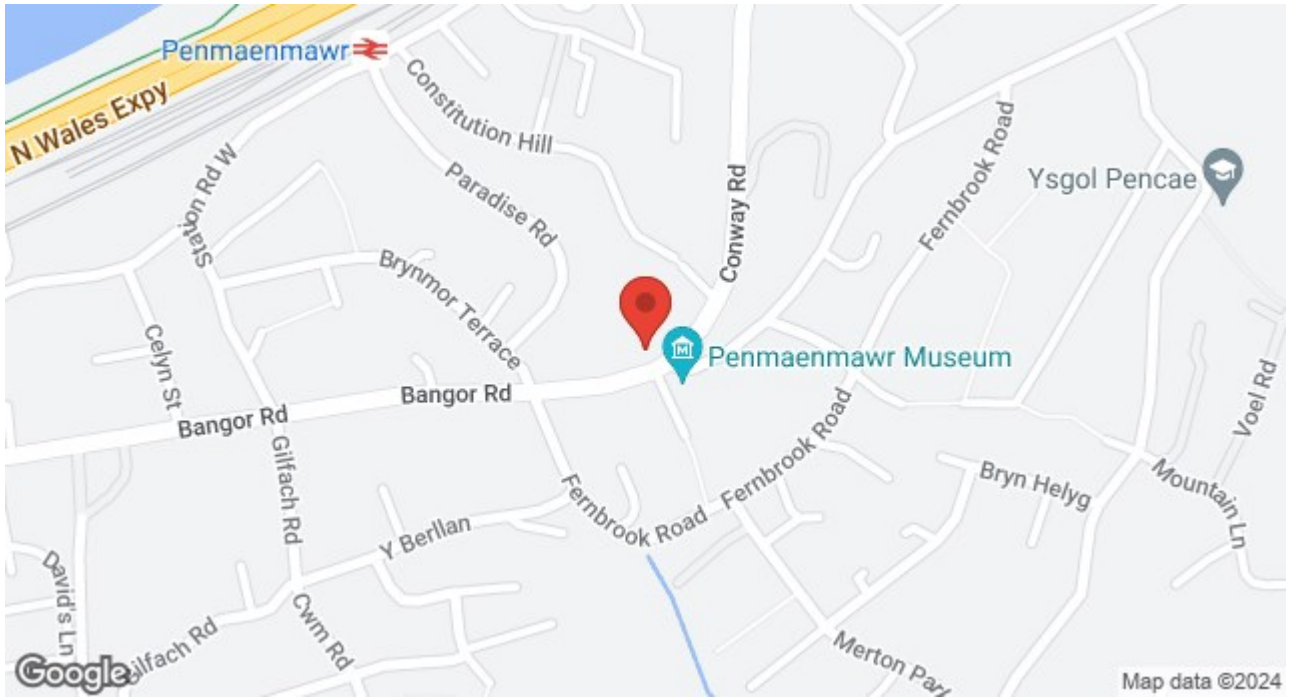 Penmaenmawr
N Wales Expy
Constitution Hill
Conway Rd
Fernbrook Road
Ysgol Pencae
Paradise Rd
Station Rd W
Brynmor Terrace
Celyn St
Penmaenmawr Museum
Bangor Rd
Bangor Rd
Voel Rd
Gilfach Rd
Fernbrook Road
Fernbrook Road
Bryn Helyg
Mountain Ln
Y Berllan
David's Ln
Cwm Rd
Gilfach Rd
Merton Park
Google
Map data ©2024